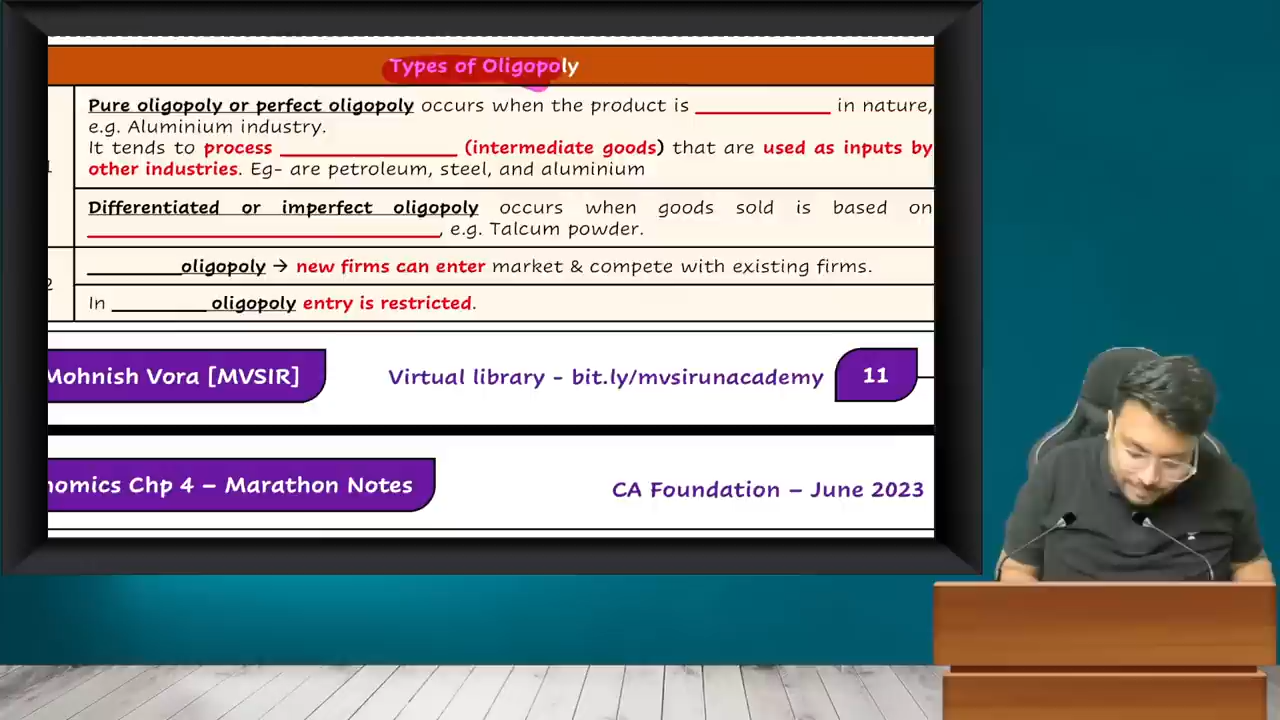 Types of Oligopoly
Pure oligopoly or perfect oligopoly occurs when the product is ____________ in nature,
e.g. Aluminium industry.
1
It tends to process ________________ (intermediate goods) that are used as inputs by
other industries. Eg- are petroleum, steel, and aluminium
Differentiated or imperfect oligopoly occurs when goods sold is based on
________________________________, e.g. Talcum powder.
2
_________oligopoly → new firms can enter market & compete with existing firms.
In _________ oligopoly entry is restricted.
Mohnish Vora [MVSIR]
Virtual library - bit.ly/mvsirunacademy
11
nomics Chp 4 – Marathon Notes
CA Foundation – June 2023